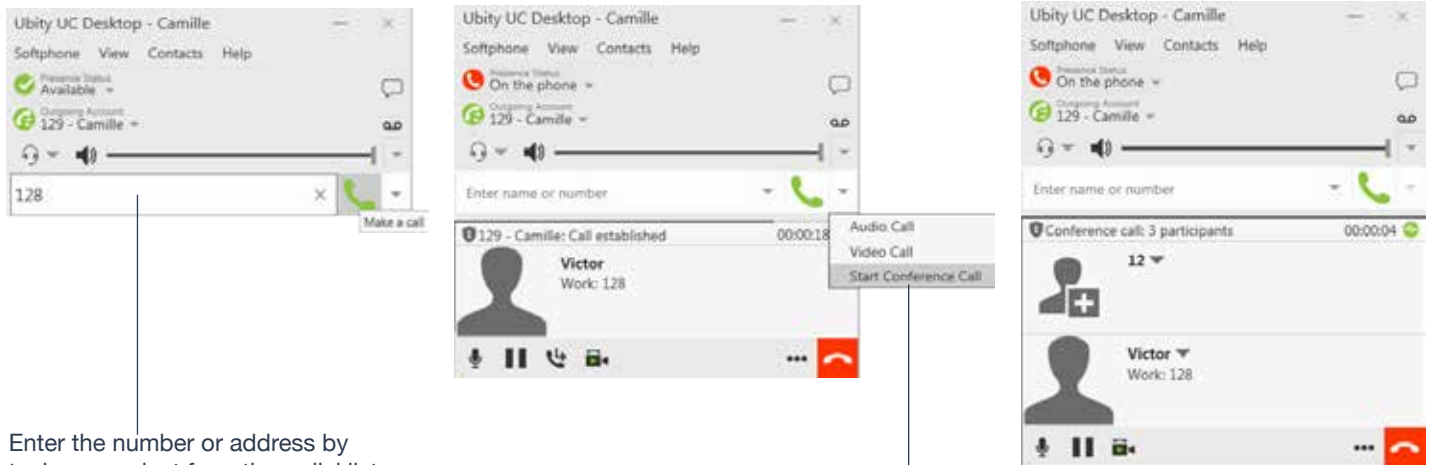 Ubity UC Desktop - Camille
Softphone View Contacts Help
Presence Status
Available
Outgoing Account
129 - Camille
128
Make a call
Enter the number or address by
Ubity UC Desktop - Camille
Softphone View Contacts Help
Presence Status
On the phone
Outgoing Account
129 - Camille
Enter name or number
129 - Camille: Call established 00:00:18
Victor
Work: 128
Audio Call
Video Call
Start Conference Call
Ubity UC Desktop - Camille
Softphone View Contacts Help
Presence Status
On the phone
Outgoing Account
129 - Camille
Enter name or number
Conference call: 3 participants 00:00:04
12
Victor
Work: 128